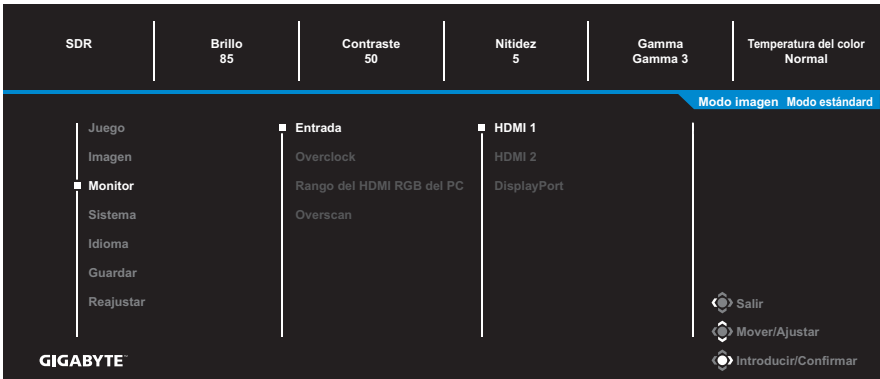 SDR
Brillo
85
Contraste
50
Nitidez
5
Gamma
Gamma 3
Temperatura del color
Normal
Modo imagen Modo estándard
Juego
Imagen
Monitor
Sistema
Idioma
Guardar
Reajustar
Entrada
Overclock
Rango del HDMI RGB del PC
Overscan
HDMI 1
HDMI 2
DisplayPort
Salir
Mover/Ajustar
Introducir/Confirmar
GIGABYTE™